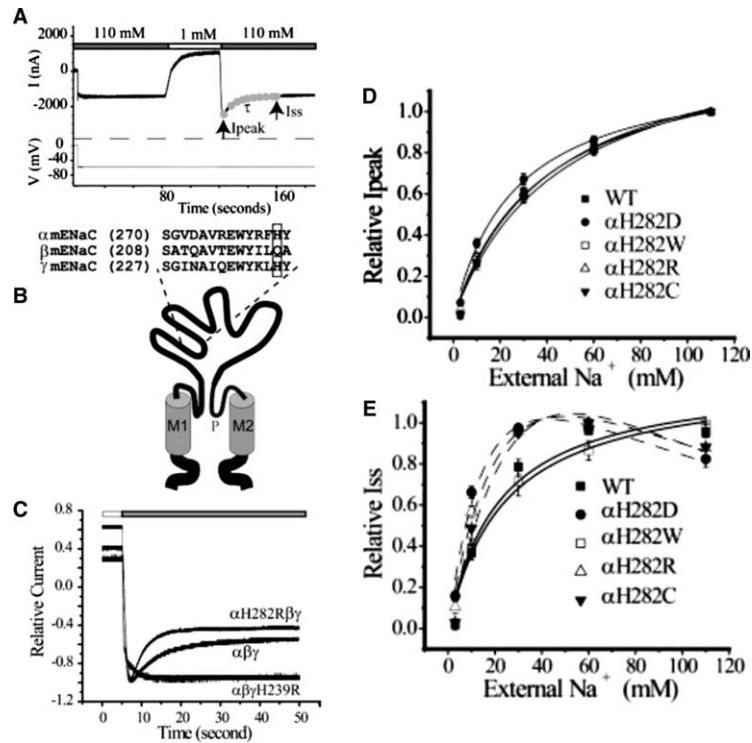 A
110 mM 1 mM 110 mM
I (nA)
2000
0
-2000
τ
Iss
Ipeak
V (mV)
0
-40
-80
80 160
Time (seconds)
αmENaC (270) SGVDAVREWYRFHY
βmENaC (208) SATQAVTEWYILQA
γmENaC (227) SGINAIQEWYKLHY
B
M1 P M2
C
Relative Current
0.8
0.4
0.0
-0.4
-0.8
-1.2
αH282Rβγ
αβγ
αβγH239R
0 10 20 30 40 50
Time (second)
D
Relative Ipeak
1.0
0.8
0.6
0.4
0.2
0.0
WT
αH282D
αH282W
αH282R
αH282C
0 20 40 60 80 100 120
External Na+ (mM)
E
Relative Iss
1.0
0.8
0.6
0.4
0.2
0.0
WT
αH282D
αH282W
αH282R
αH282C
0 20 40 60 80 100 120
External Na+ (mM)